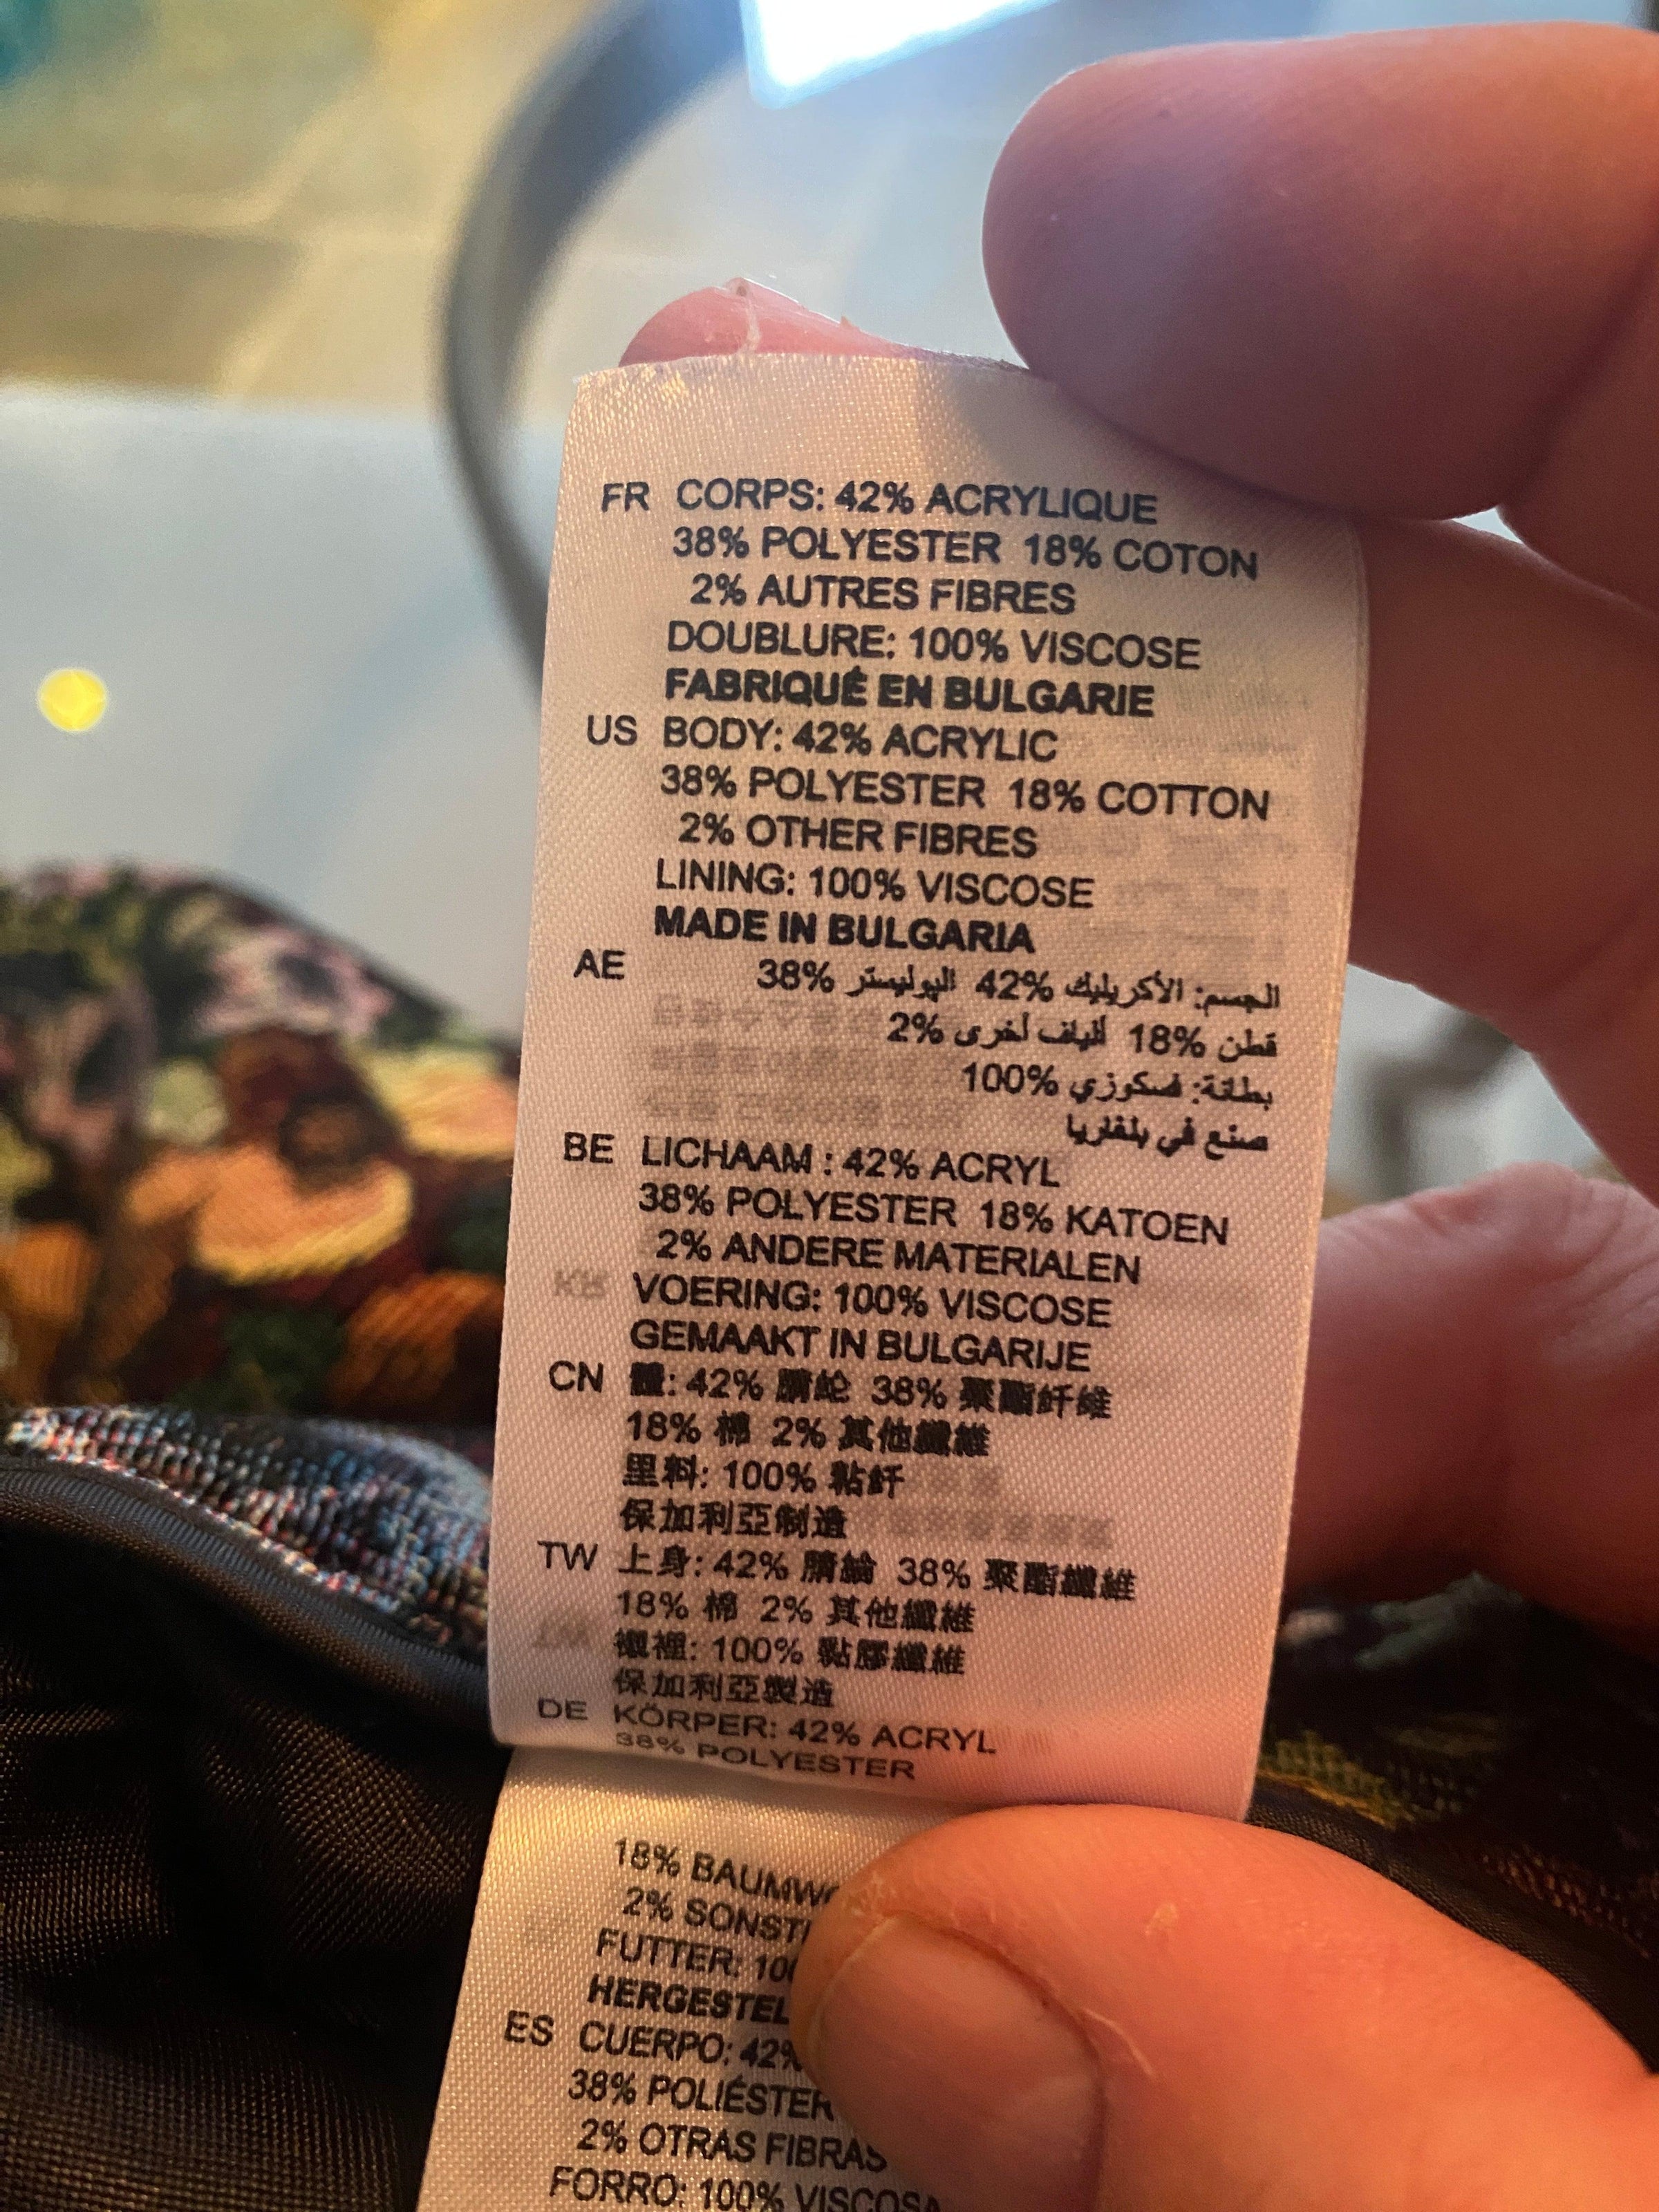 FR CORPS: 42% ACRYLIQUE
38% POLYESTER 18% COTON
2% AUTRES FIBRES
DOUBLURE: 100% VISCOSE
FABRIQUÉ EN BULGARIE
US BODY: 42% ACRYLIC
38% POLYESTER 18% COTTON
2% OTHER FIBRES
LINING: 100% VISCOSE
MADE IN BULGARIA
AE الجسم: الأكريليك 42% البوليستر 38%
قطن 18% ألياف أخرى 2%
بطانة: فسكوزي 100%
صنع في بلغاريا
BE LICHAAM : 42% ACRYL
38% POLYESTER 18% KATOEN
2% ANDERE MATERIALEN
VOERING: 100% VISCOSE
GEMAAKT IN BULGARIJE
CN 體: 42% 腈纶 38% 聚酯纤维
18% 棉 2% 其他纖維
里料: 100% 粘纤
保加利亞制造
TW 上身: 42% 腈綸 38% 聚酯纖維
18% 棉 2% 其他纖維
襯裡: 100% 黏膠纖維
保加利亞製造
DE KÖRPER: 42% ACRYL
38% POLYESTER
18% BAUMWO
2% SONSTI
FUTTER: 100
HERGESTEL
ES CUERPO: 42%
38% POLIÉSTER
2% OTRAS FIBRAS
FORRO: 100% VISCOSA